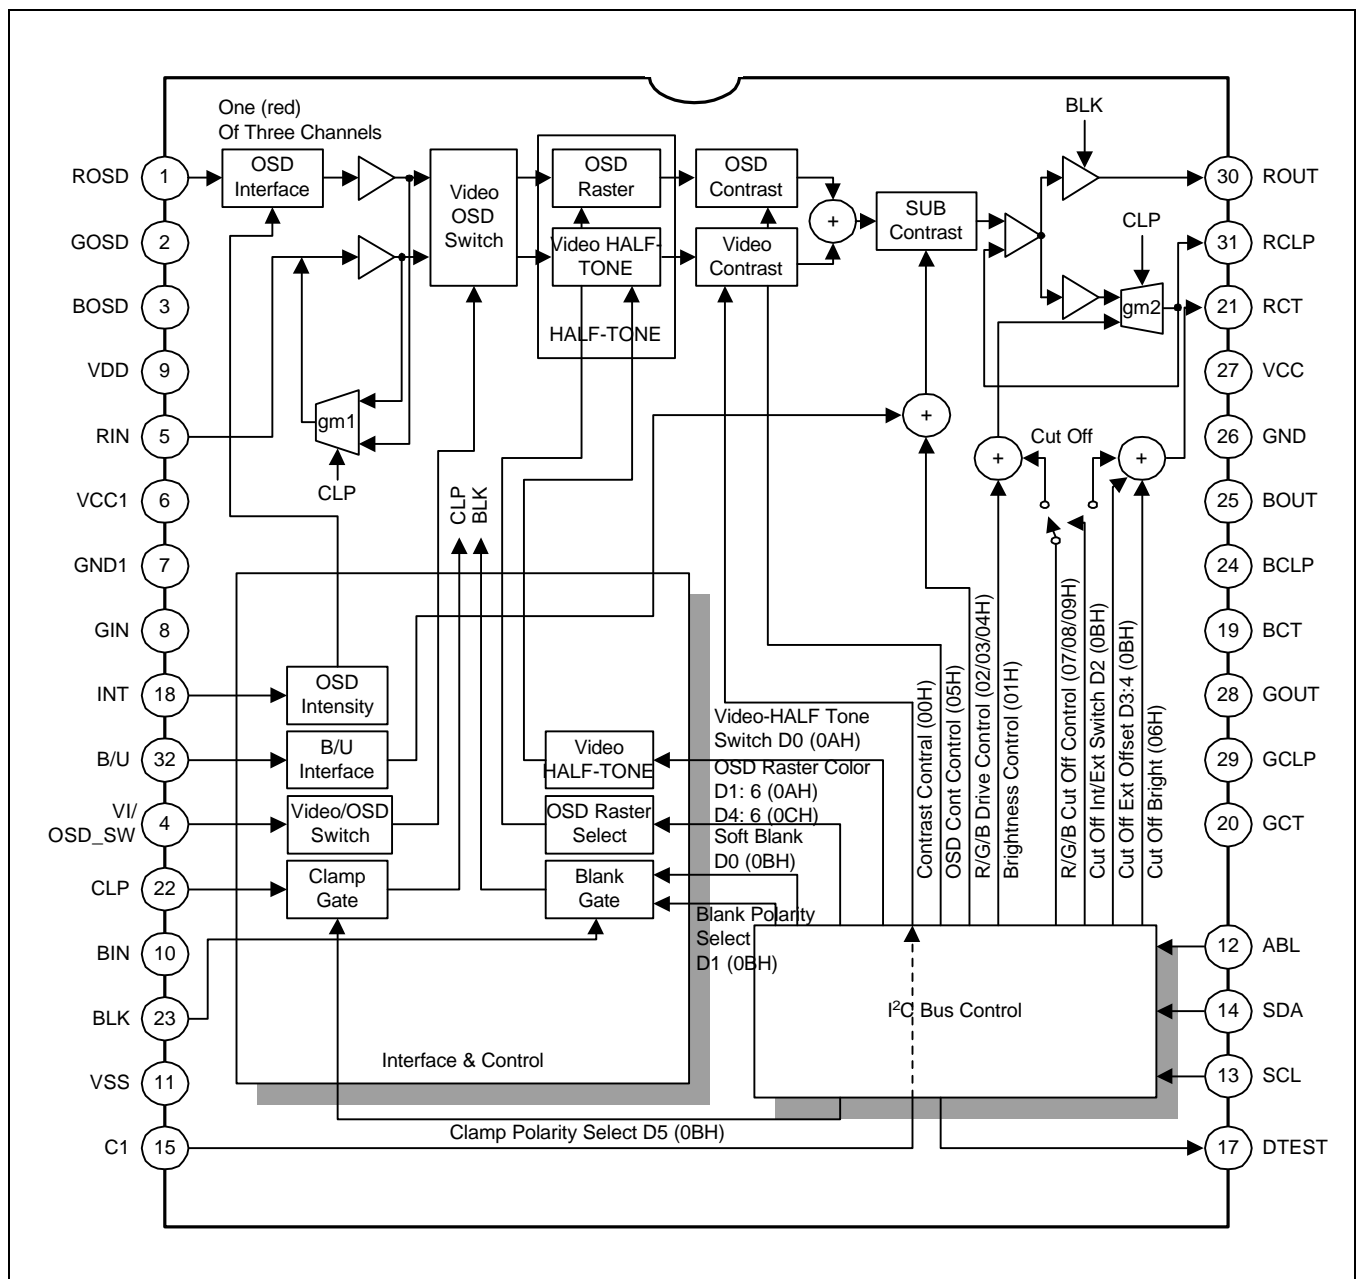 One (red)
Of Three Channels
BLK
ROSD
1
OSD
Interface
Video
OSD
Switch
OSD
Raster
OSD
Contrast
30
ROUT
GOSD
2
Video HALF-
TONE
Video
Contrast
+
SUB
Contrast
CLP
31
RCLP
BOSD
3
HALF-TONE
gm2
21
RCT
VDD
9
27
VCC
RIN
5
gm1
CLP
+
+
Cut Off
+
26
GND
VCC1
6
CLP
BLK
25
BOUT
GND1
7
24
BCLP
GIN
8
19
BCT
INT
18
OSD
Intensity
28
GOUT
B/U
32
B/U
Interface
Video
HALF-TONE
Video-HALF Tone
Switch D0 (0AH)
OSD Raster Color
D1: 6 (0AH)
D4: 6 (0CH)
Soft Blank
D0 (0BH)
29
GCLP
VI/
OSD_SW
4
Video/OSD
Switch
OSD Raster
Select
20
GCT
Contrast Contral (00H)
OSD Cont Control (05H)
R/G/B Drive Control (02/03/04H)
Brightness Control (01H)
R/G/B Cut Off Control (07/08/09H)
Cut Off Int/Ext Switch D2 (0BH)
Cut Off Ext Offset D3:4 (0BH)
Cut Off Bright (06H)
CLP
22
Clamp
Gate
Blank
Gate
Blank Polarity
Select
D1 (0BH)
BIN
10
12
ABL
BLK
23
I²C Bus Control
14
SDA
Interface & Control
VSS
11
13
SCL
Clamp Polarity Select D5 (0BH)
C1
15
17
DTEST